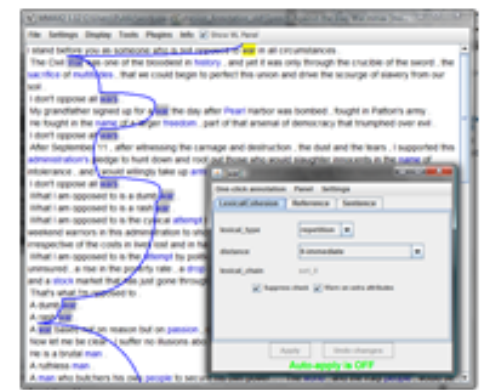 File Settings Display Tools Plugins Info Show ML Panel
I stand before you as someone who is not opposed to war in all circumstances .
The Civil War was one of the bloodiest in history , and yet it was only through the crucible of the sword , the
sacrifice of multitudes , that we could begin to perfect this union and drive the scourge of slavery from our
soil .
I don't oppose all wars .
My grandfather signed up for a war the day after Pearl Harbor was bombed , fought in Patton's army .
He fought in the name of a larger freedom , part of that arsenal of democracy that triumphed over evil .
I don't oppose all wars .
After September 11 , after witnessing the carnage and destruction , the dust and the tears , I supported this
administration's pledge to hunt down and root out those who would slaughter innocents in the name of
intolerance , and I would willingly take up arms
I don't oppose all wars .
What I am opposed to is a dumb war
What I am opposed to is a rash war
What I am opposed to is the cynical attempt
weekend warriors in this administration to
irrespective of the costs in lives lost and in
What I am opposed to is the attempt by
uninsured , a rise in the poverty rate , a drop
and a stock market that has just gone through
That's what I'm opposed to
A dumb war
A rash war
A war based not on reason but on passion ,
Now let me be clear I suffer no illusions about
He is a brutal man
A ruthless man
A man who butchers his own people to secure his own power
war
One-click annotation Panel Settings
LexicalCohesion Reference Sentence
lexical_type repetition
distance 0-immediate
lexical_chain
Suppress check
Apply Undo changes
Auto-apply is OFF